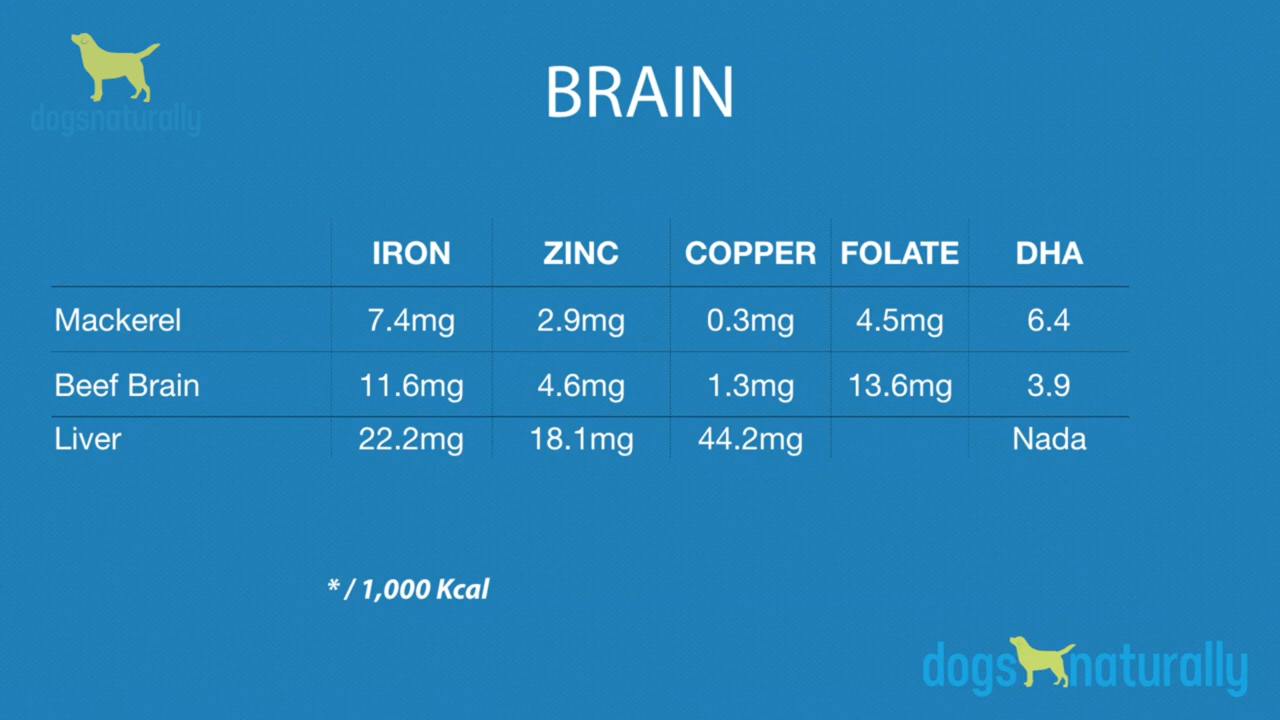 dogsnaturally
BRAIN
IRON ZINC COPPER FOLATE DHA
Mackerel 7.4mg 2.9mg 0.3mg 4.5mg 6.4
Beef Brain 11.6mg 4.6mg 1.3mg 13.6mg 3.9
Liver 22.2mg 18.1mg 44.2mg Nada
* / 1,000 Kcal
dogs naturally